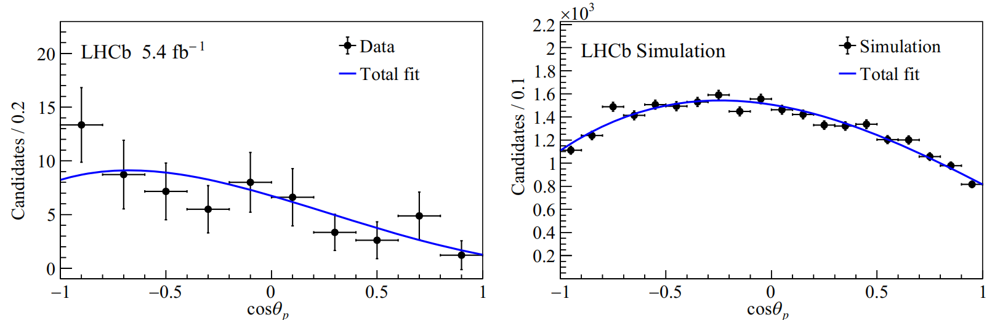 LHCb 5.4 fb⁻¹
Data
Total fit
Candidates / 0.2
20
15
10
5
0
−1
−0.5
0
0.5
1
cosθₚ
×10³
LHCb Simulation
Simulation
Total fit
Candidates / 0.1
2.2
2
1.8
1.6
1.4
1.2
1
0.8
0.6
0.4
0.2
−1
−0.5
0
0.5
1
cosθₚ